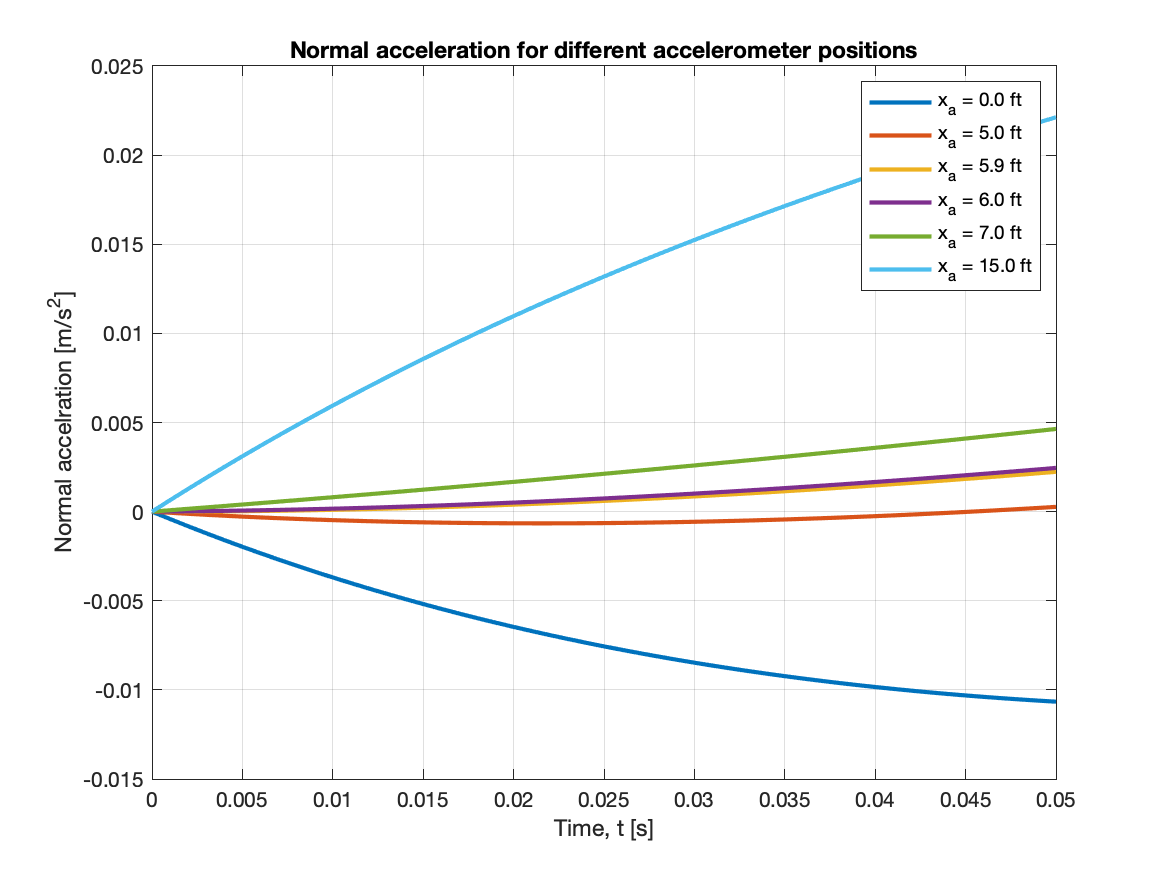 Normal acceleration for different accelerometer positions
0.025
0.02
0.015
0.01
0.005
0
-0.005
-0.01
-0.015
Normal accelration [m/s²]
x_a = 0.0 ft
x_a = 5.0 ft
x_a = 5.9 ft
x_a = 6.0 ft
x_a = 7.0 ft
x_a = 15.0 ft
0 0.005 0.01 0.015 0.02 0.025 0.03 0.035 0.04 0.045 0.05
Time, t [s]